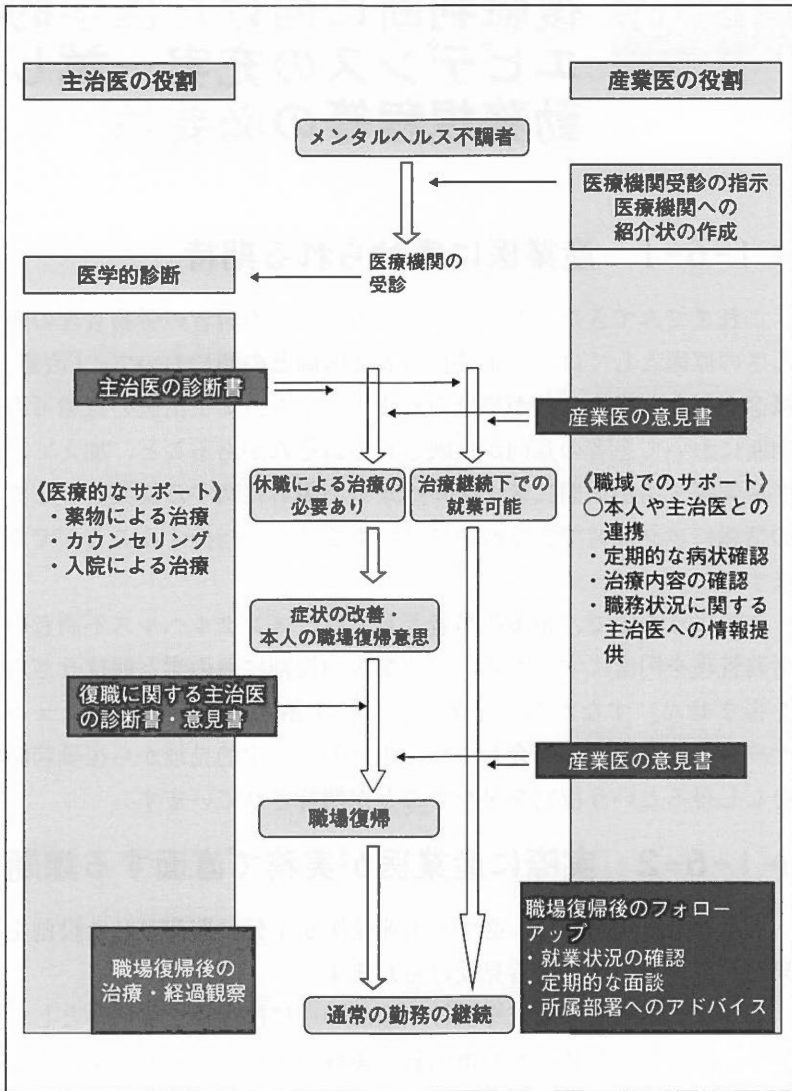 主治医の役割
産業医の役割
メンタルヘルス不調者
医療機関受診の指示
医療機関への
紹介状の作成
医療機関の
受診
医学的診断
主治医の診断書
産業医の意見書
《医療的なサポート》
・薬物による治療
・カウンセリング
・入院による治療
休職による治療の
必要あり
治療継続下での
就業可能
《職域でのサポート》
○本人や主治医との
連携
・定期的な病状確認
・治療内容の確認
・職務状況に関する
主治医への情報提
供
症状の改善・
本人の職場復帰意思
復職に関する主治医
の診断書・意見書
産業医の意見書
職場復帰
職場復帰後の
治療・経過観察
職場復帰後のフォロー
アップ
・就業状況の確認
・定期的な面談
・所属部署へのアドバイス
通常の勤務の継続